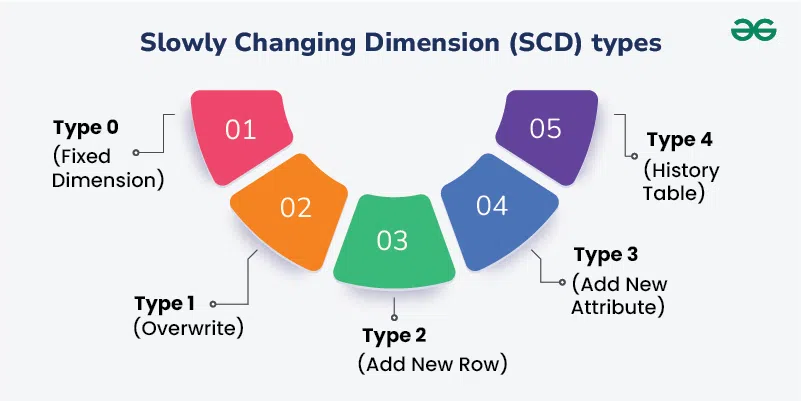 Slowly Changing Dimension (SCD) types
01
Type 0
(Fixed
Dimension)
02
Type 1
(Overwrite)
03
Type 2
(Add New Row)
04
Type 3
(Add New
Attribute)
05
Type 4
(History
Table)